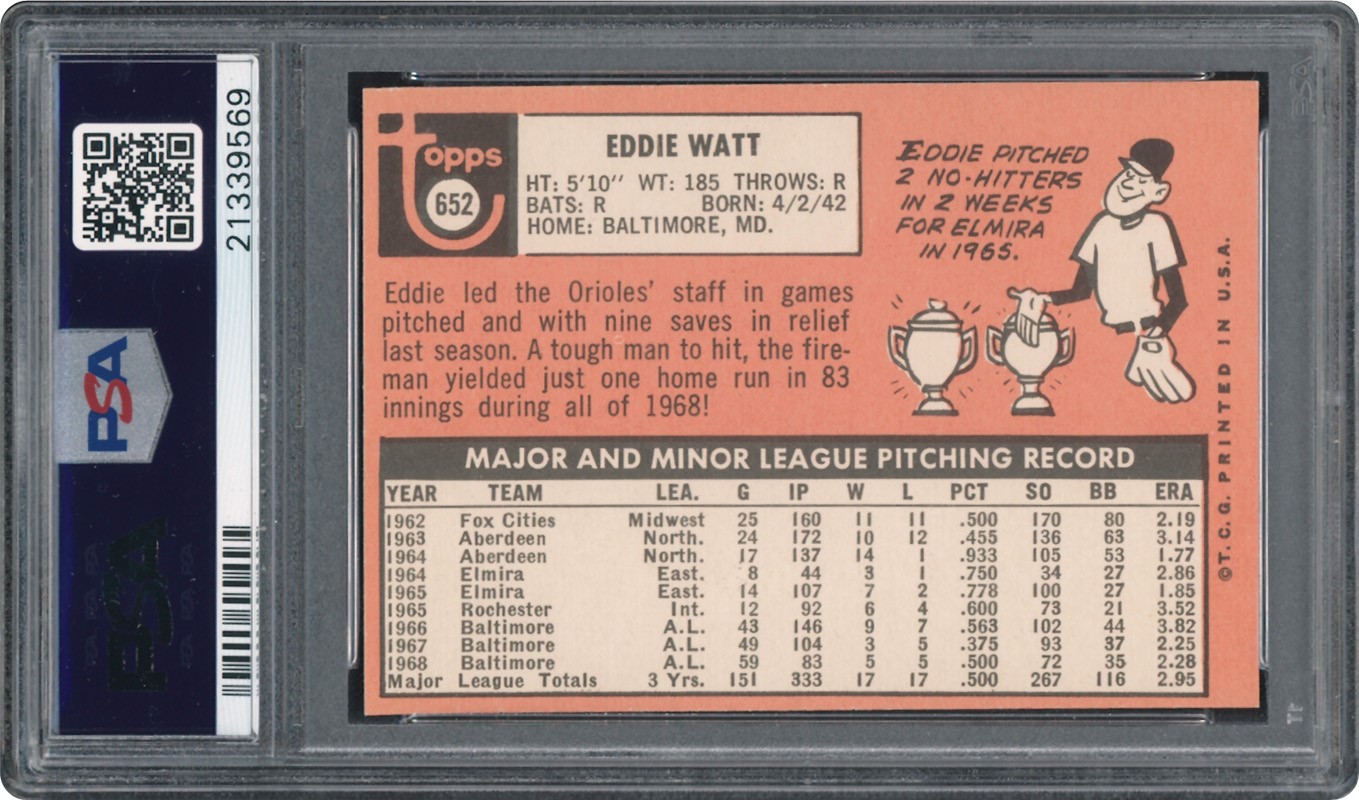 21339569
PSA
PSA
topps
652
EDDIE WATT
HT: 5'10" WT: 185 THROWS: R
BATS: R BORN: 4/2/42
HOME: BALTIMORE, MD.
EDDIE PITCHED
2 NO-HITTERS
IN 2 WEEKS
FOR ELMIRA
IN 1965.
Eddie led the Orioles' staff in games
pitched and with nine saves in relief
last season. A tough man to hit, the fire-
man yielded just one home run in 83
innings during all of 1968!
MAJOR AND MINOR LEAGUE PITCHING RECORD
YEAR TEAM LEA. G IP W L PCT SO BB ERA
1962 Fox Cities Midwest 25 160 11 11 .500 170 80 2.19
1963 Aberdeen North. 24 172 10 12 .455 136 63 3.14
1964 Aberdeen North. 17 137 14 1 .933 105 53 1.77
1964 Elmira East. 8 44 3 1 .750 34 27 2.86
1965 Elmira East. 14 107 7 2 .778 100 27 1.85
1965 Rochester Int. 12 92 6 4 .600 73 21 3.52
1966 Baltimore A.L. 43 146 9 7 .563 102 44 3.82
1967 Baltimore A.L. 49 104 3 5 .375 93 37 2.25
1968 Baltimore A.L. 59 83 5 5 .500 72 35 2.28
Major League Totals 3 Yrs. 151 333 17 17 .500 267 116 2.95
©T.C.G. PRINTED IN U.S.A.
PSA